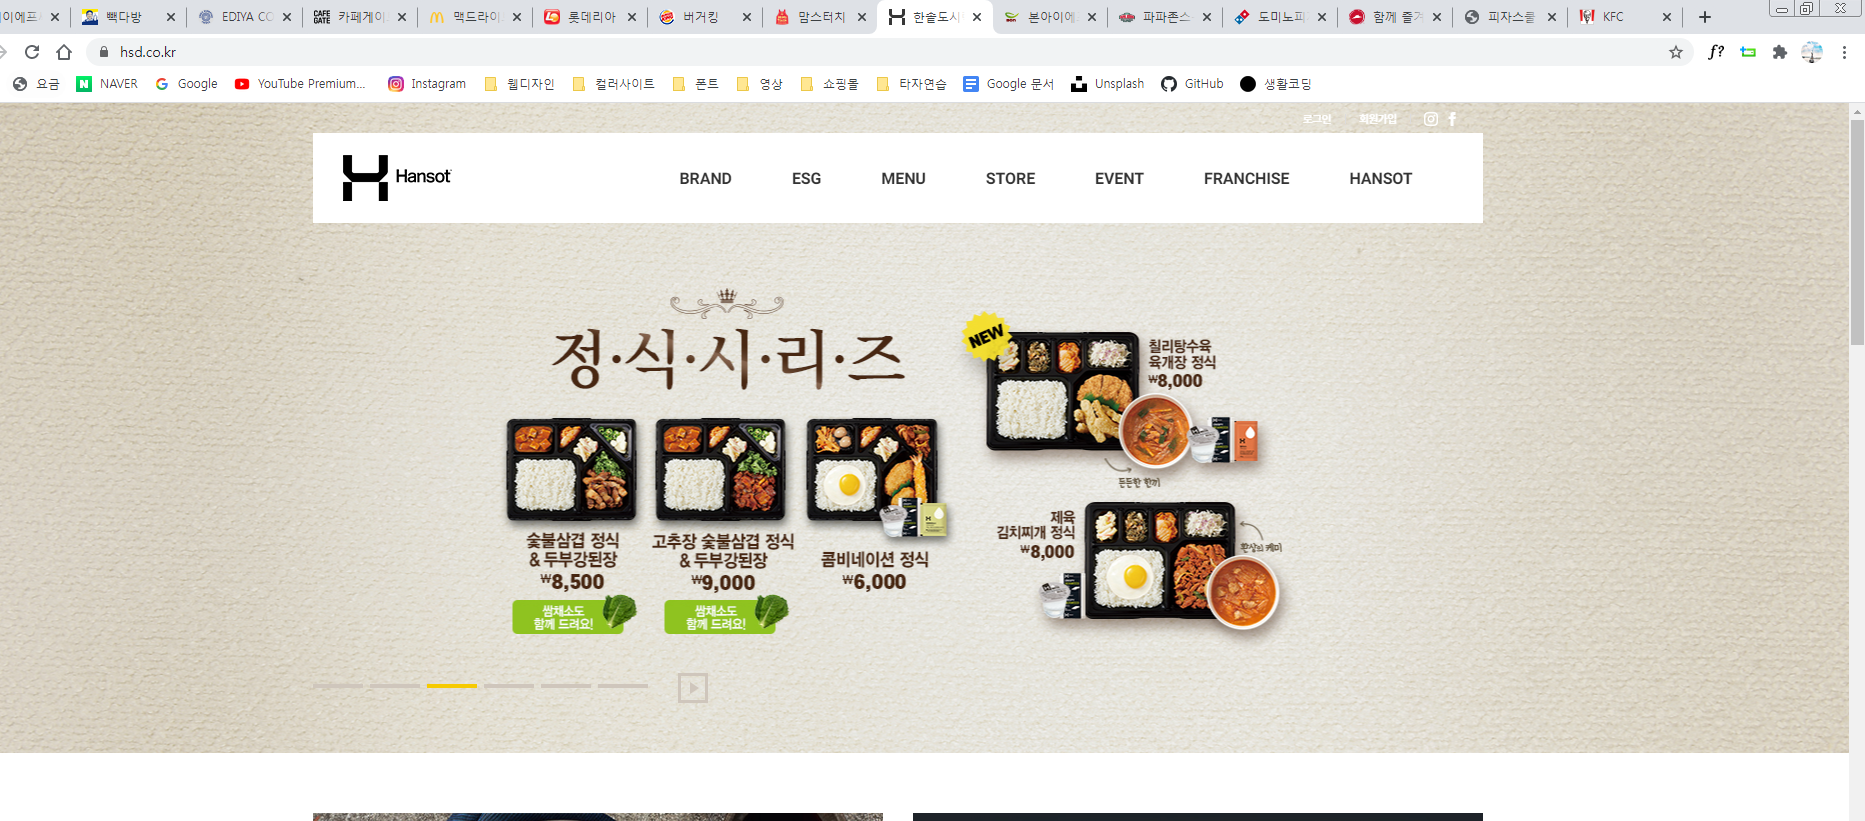 이에프
빽다방
EDIYA CO
카페게이
맥드라이
롯데리아
버거킹
맘스터치
한솥도시
본아이에
파파존스
도미노피
함께 즐겨
피자스쿨
KFC
hsd.co.kr
f?
요금
NAVER
Google
YouTube Premium...
Instagram
웹디자인
컬러사이트
폰트
영상
쇼핑몰
타자연습
Google 문서
Unsplash
GitHub
생활코딩
로그인
회원가입
Hansot
BRAND
ESG
MENU
STORE
EVENT
FRANCHISE
HANSOT
정·식·시·리·즈
NEW
칠리탕수육
육개장 정식
₩8,000
든든한 한끼
숯불삼겹 정식
& 두부강된장
₩8,500
쌈채소도
함께 드려요!
고추장 숯불삼겹 정식
& 두부강된장
₩9,000
쌈채소도
함께 드려요!
콤비네이션 정식
₩6,000
제육
김치찌개 정식
₩8,000
환상의 케미